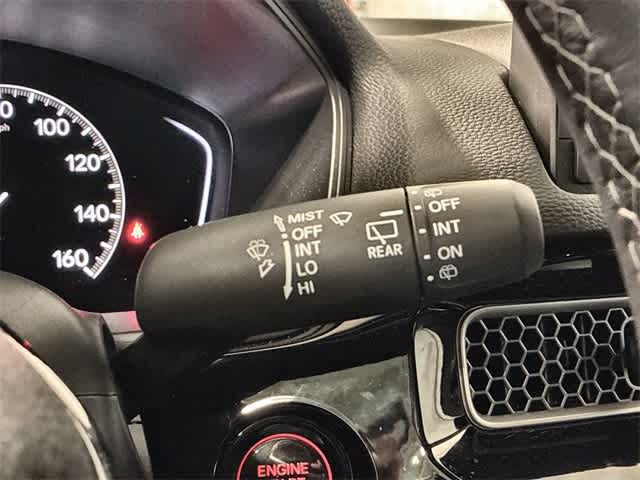 100
120
140
160
MIST
OFF
INT
LO
HI
REAR
OFF
INT
ON
ENGINE